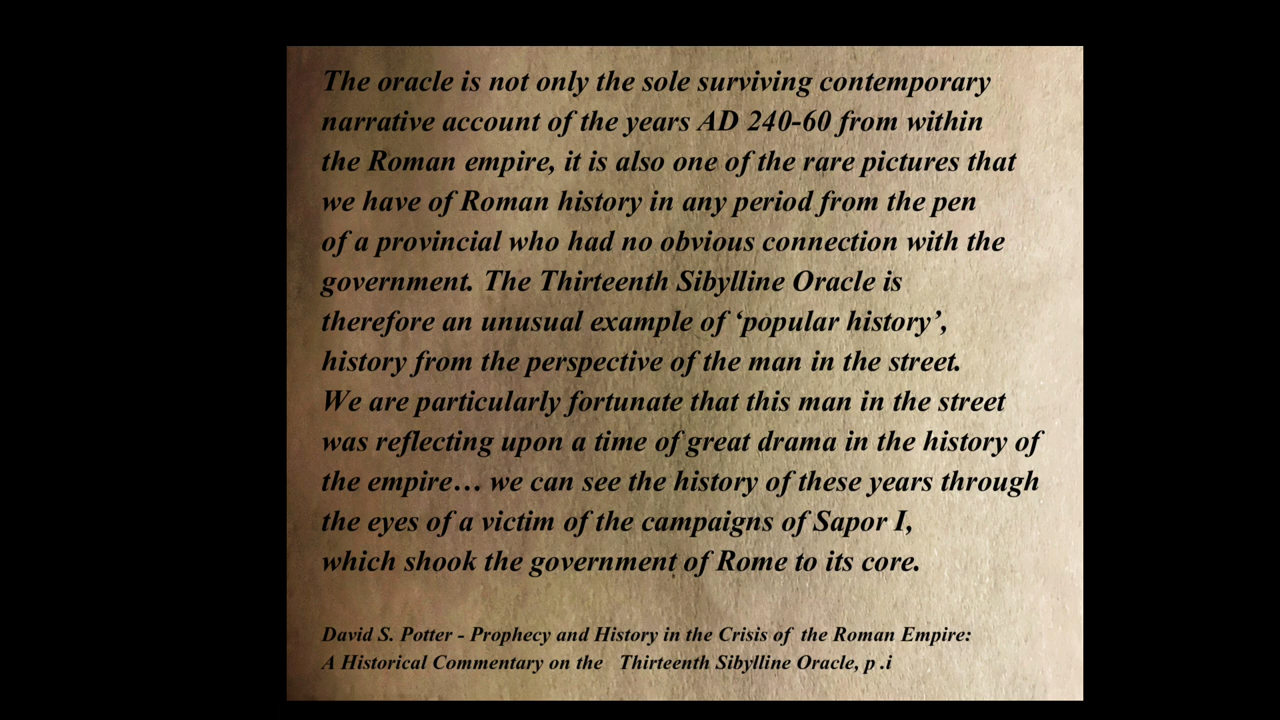 The oracle is not only the sole surviving contemporary
narrative account of the years AD 240-60 from within
the Roman empire, it is also one of the rare pictures that
we have of Roman history in any period from the pen
of a provincial who had no obvious connection with the
government. The Thirteenth Sibylline Oracle is
therefore an unusual example of ‘popular history’,
history from the perspective of the man in the street.
We are particularly fortunate that this man in the street
was reflecting upon a time of great drama in the history of
the empire… we can see the history of these years through
the eyes of a victim of the campaigns of Sapor I,
which shook the government of Rome to its core.
David S. Potter - Prophecy and History in the Crisis of the Roman Empire:
A Historical Commentary on the Thirteenth Sibylline Oracle, p .i